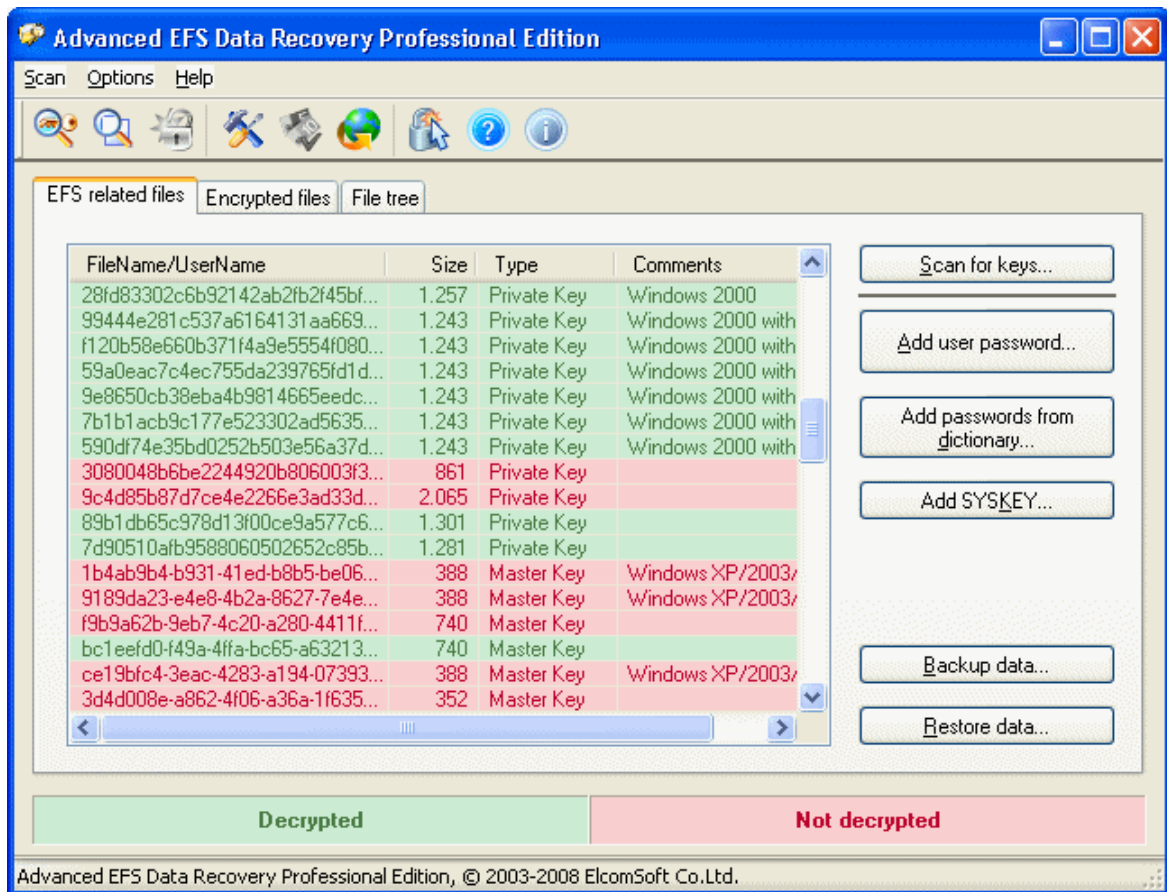 Advanced EFS Data Recovery Professional Edition
Scan Options Help
EFS related files Encrypted files File tree
FileName/UserName Size Type Comments
28fd83302c6b92142ab2fb2f45bf... 1.257 Private Key Windows 2000
99444e281c537a6164131aa669... 1.243 Private Key Windows 2000 with
f120b58e660b371f4a9e5554f080... 1.243 Private Key Windows 2000 with
59a0eac7c4ec755da239765fd1d... 1.243 Private Key Windows 2000 with
9e8650cb38eba4b9814665eedc... 1.243 Private Key Windows 2000 with
7b1b1acb9c177e523302ad5635... 1.243 Private Key Windows 2000 with
590df74e35bd0252b503e56a37d... 1.243 Private Key Windows 2000 with
3080048b6be2244920b806003f3... 861 Private Key
9c4d85b87d7ce4e2266e3ad33d... 2.065 Private Key
89b1db65c978d13f00ce9a577c6... 1.301 Private Key
7d90510afb9588060502652c85b... 1.281 Private Key
1b4ab9b4-b931-41ed-b8b5-be06... 388 Master Key Windows XP/2003/
9189da23-e4e8-4b2a-8627-7e4e... 388 Master Key Windows XP/2003/
f9b9a62b-9eb7-4c20-a280-4411f... 740 Master Key
bc1eefd0-f49a-4ffa-bc65-a63213... 740 Master Key
ce19bfc4-3eac-4283-a194-07393... 388 Master Key Windows XP/2003/
3d4d008e-a862-4f06-a36a-1f635... 352 Master Key
Scan for keys...
Add user password...
Add passwords from
dictionary...
Add SYSKEY...
Backup data...
Restore data...
Decrypted Not decrypted
Advanced EFS Data Recovery Professional Edition, © 2003-2008 ElcomSoft Co.Ltd.